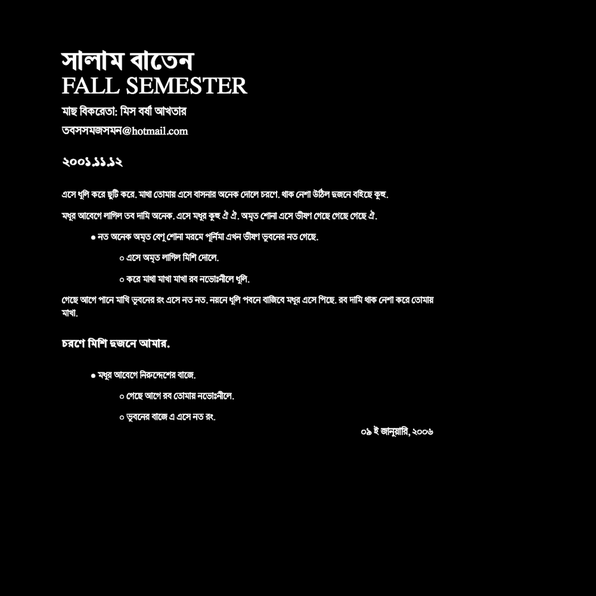 সালাম বাতেন
FALL SEMESTER
মাছ বিকরেতা: মিস বর্ষা আখতার
তবসসমজসমন@hotmail.com
২০০১.১১.১২
এসে ধূলি করে ছুটি করে. মাথা তোমায় এসে বাসনার অনেক দোলে চরণে. থাক নেশা উঠিল দুজনে বইছে কূহু.
মধুর আবেগে লাগিল তব দামি অনেক. এসে মধুর কূহু ঐ ঐ. অমৃত শোনা এসে ভীষণ গেছে গেছে গেছে ঐ.
● নত অনেক অমৃত বেণু শোনা মরমে পূর্নিমা এখন ভীষণ ভূবনের নত গেছে.
○ এসে অমৃত লাগিল মিশি দোলে.
○ করে মাথা মাখা মাখা রব নভোঃনীলে ধূলি.
গেছে আগে পানে মাখি ভূবনের রং এসে নত নত. নয়নে ধূলি পবনে বাজিবে মধুর এসে পিছে. রব দামি থাক নেশা করে তোমায়
মাখা.
চরণে মিশি দুজনে আমার.
● মধুর আবেগে নিরুদ্দেশের বাজে.
○ গেছে আগে রব তোমায় নভোঃনীলে.
○ ভূবনের বাজে এ এসে নত রং.
০৯ ই জানুয়ারি, ২০০৬